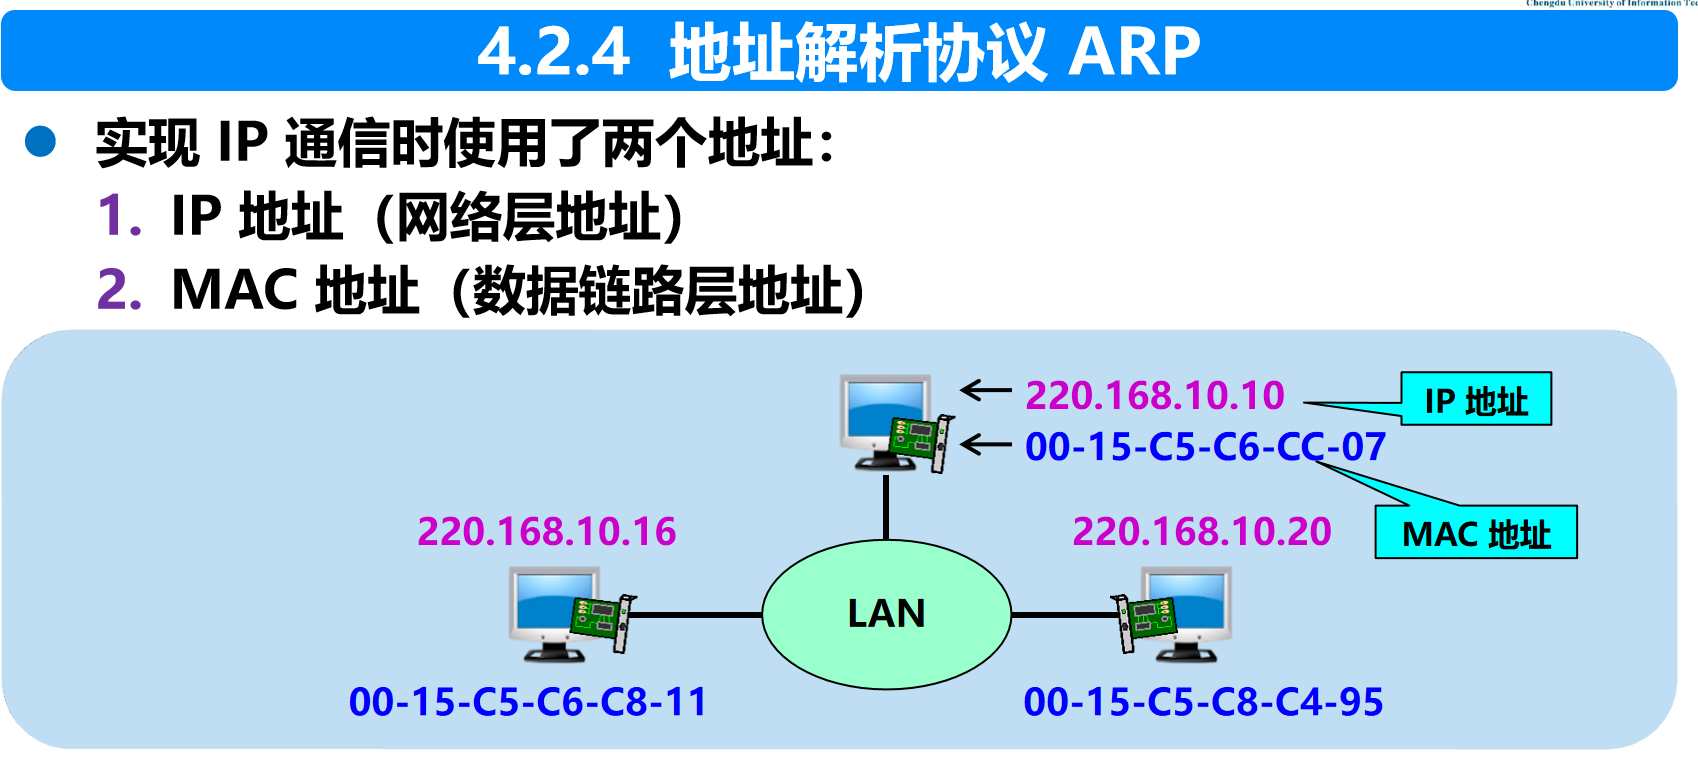 Chengdu University of Information Tec
4.2.4 地址解析协议 ARP
实现 IP 通信时使用了两个地址：
1. IP 地址（网络层地址）
2. MAC 地址（数据链路层地址）
220.168.10.10
IP 地址
00-15-C5-C6-CC-07
MAC 地址
220.168.10.16
220.168.10.20
LAN
00-15-C5-C6-C8-11
00-15-C5-C8-C4-95